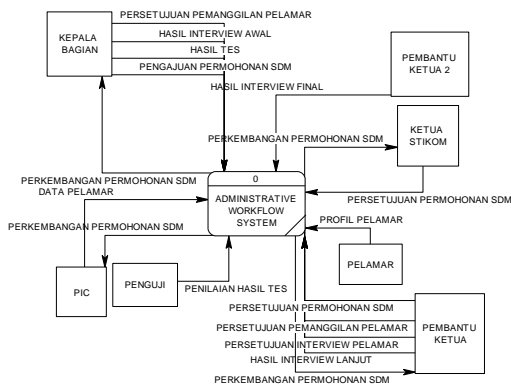 PERSETUJUAN PEMANGGILAN PELAMAR
KEPALA
BAGIAN
HASIL INTERVIEW AWAL
HASIL TES
PENGAJUAN PERMOHONAN SDM
PEMBANTU
KETUA 2
HASIL INTERVIEW FINAL
KETUA
STIKOM
PERKEMBANGAN PERMOHONAN SDM
0
ADMINISTRATIVE
WORKFLOW
SYSTEM
PERKEMBANGAN PERMOHONAN SDM
DATA PELAMAR
PERSETUJUAN PERMOHONAN SDM
PROFIL PELAMAR
PERKEMBANGAN PERMOHONAN SDM
PELAMAR
PIC
PENGUJI
PENILAIAN HASIL TES
PERSETUJUAN PERMOHONAN SDM
PERSETUJUAN PEMANGGILAN PELAMAR
PERSETUJUAN INTERVIEW PELAMAR
HASIL INTERVIEW LANJUT
PERKEMBANGAN PERMOHONAN SDM
PEMBANTU
KETUA